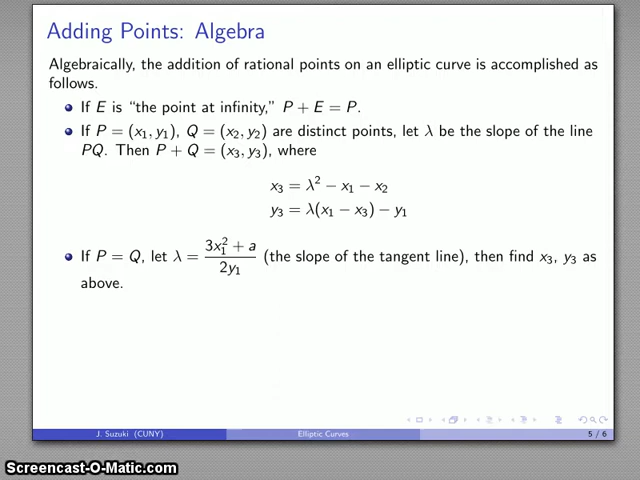 Adding Points: Algebra
Algebraically, the addition of rational points on an elliptic curve is accomplished as
follows.
If E is “the point at infinity,” P + E = P.
If P = (x₁, y₁), Q = (x₂, y₂) are distinct points, let λ be the slope of the line
PQ. Then P + Q = (x₃, y₃), where
x₃ = λ² − x₁ − x₂
y₃ = λ(x₁ − x₃) − y₁
If P = Q, let λ = (3x₁² + a)/(2y₁) (the slope of the tangent line), then find x₃, y₃ as
above.
J. Suzuki (CUNY) Elliptic Curves 5 / 6
Screencast-O-Matic.com